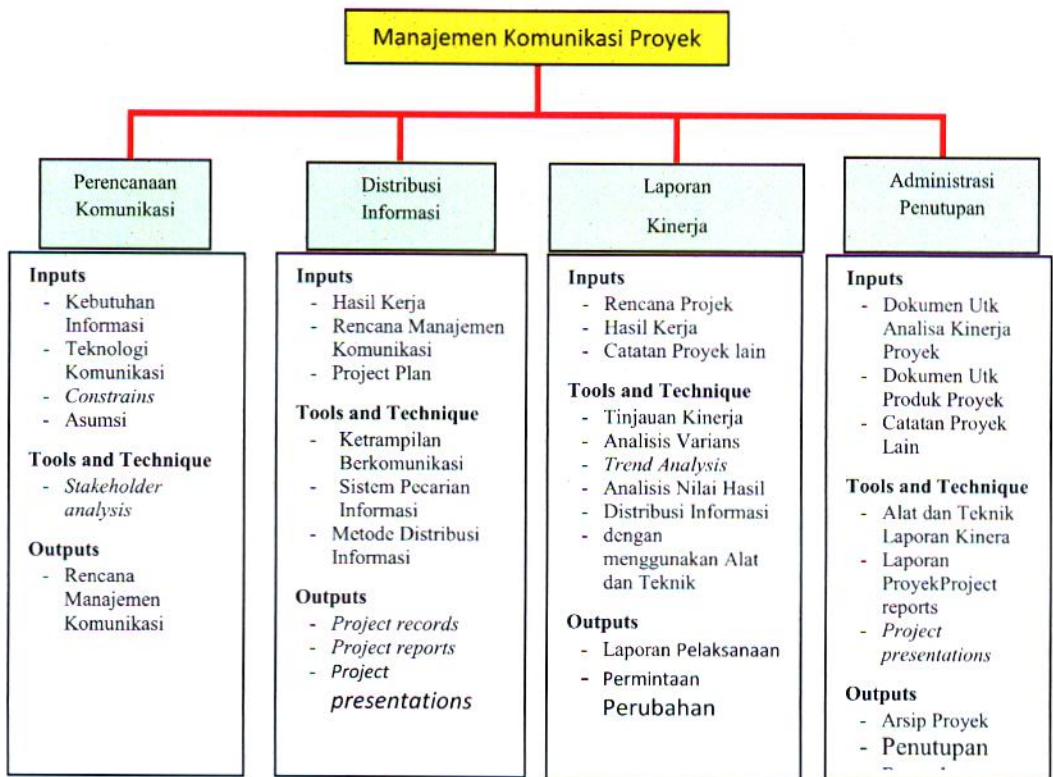 Manajemen Komunikasi Proyek
Perencanaan
Komunikasi
Inputs
- Kebutuhan
Informasi
- Teknologi
Komunikasi
- Constrains
- Asumsi
Tools and Technique
- Stakeholder
analysis
Outputs
- Rencana
Manajemen
Komunikasi
Distribusi
Informasi
Inputs
- Hasil Kerja
- Rencana Manajemen
Komunikasi
- Project Plan
Tools and Technique
- Ketrampilan
Berkomunikasi
- Sistem Pecarian
Informasi
- Metode Distribusi
Informasi
Outputs
- Project records
- Project reports
- Project
presentations
Laporan
Kinerja
Inputs
- Rencana Projek
- Hasil Kerja
- Catatan Proyek lain
Tools and Technique
- Tinjauan Kinerja
- Analisis Varians
- Trend Analysis
- Analisis Nilai Hasil
- Distribusi Informasi
- dengan
menggunakan Alat
dan Teknik
Outputs
- Laporan Pelaksanaan
- Permintaan
Perubahan
Administrasi
Penutupan
Inputs
- Dokumen Utk
Analisa Kinerja
Proyek
- Dokumen Utk
Produk Proyek
- Catatan Proyek
Lain
Tools and Technique
- Alat dan Teknik
Laporan Kinera
- Laporan
ProyekProject
reports
- Project
presentations
Outputs
- Arsip Proyek
- Penutupan